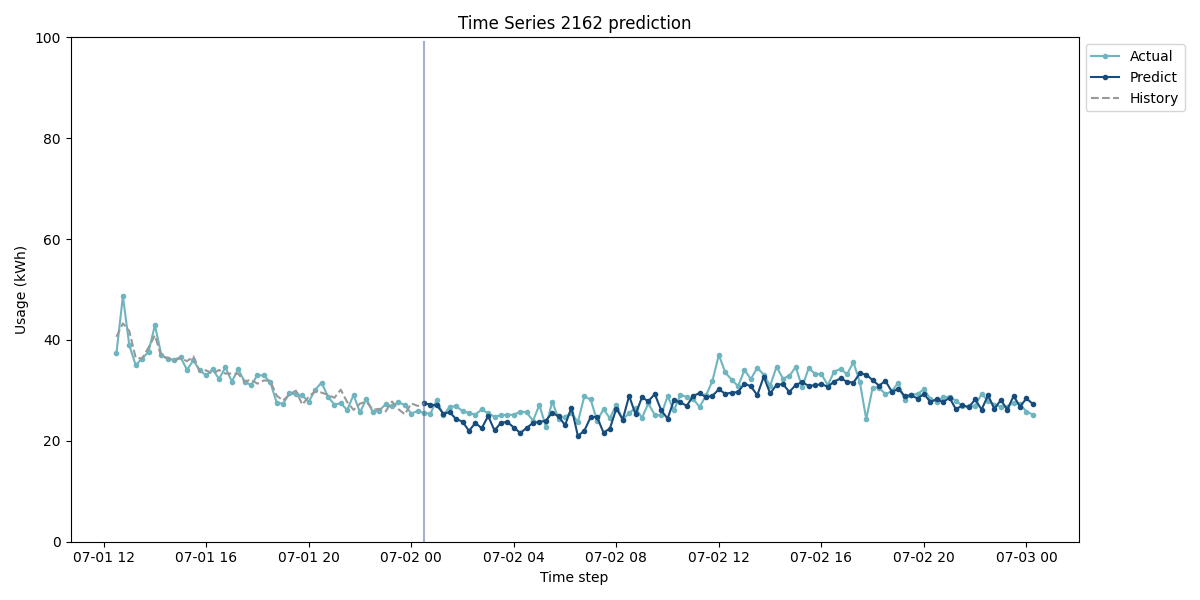 Time Series 2162 prediction
100
80
60
40
20
0
Usage (kWh)
07-01 12
07-01 16
07-01 20
07-02 00
07-02 04
07-02 08
07-02 12
07-02 16
07-02 20
07-03 00
Time step
Actual
Predict
History